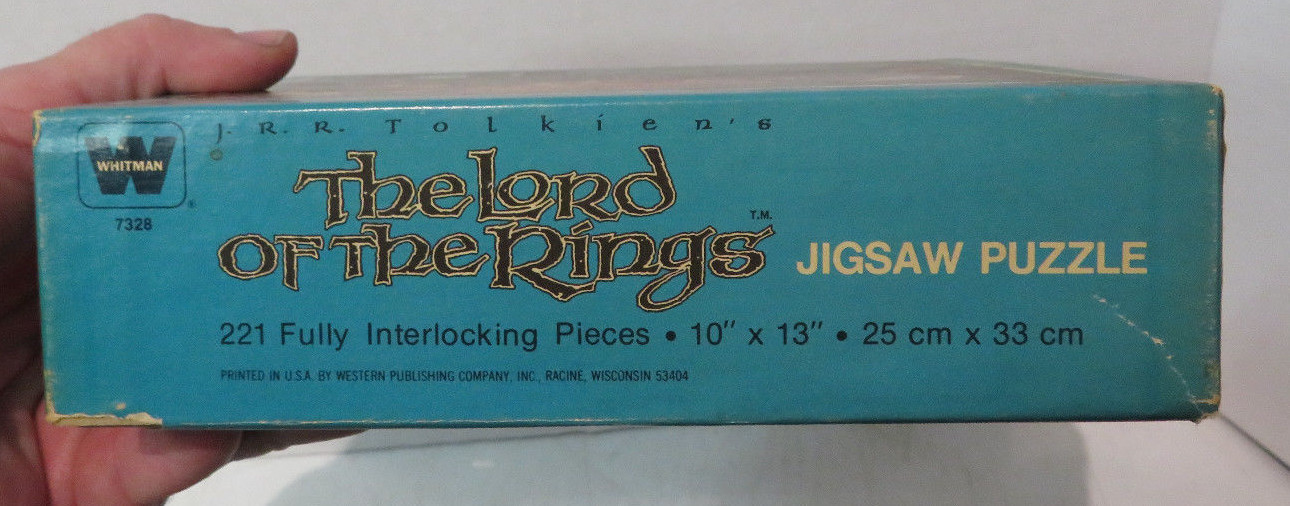 WHITMAN
®
7328
J. R. R. Tolkien's
The Lord
of the Rings
T.M.
JIGSAW PUZZLE
221 Fully Interlocking Pieces • 10" x 13" • 25 cm x 33 cm
PRINTED IN U.S.A. BY WESTERN PUBLISHING COMPANY, INC., RACINE, WISCONSIN 53404